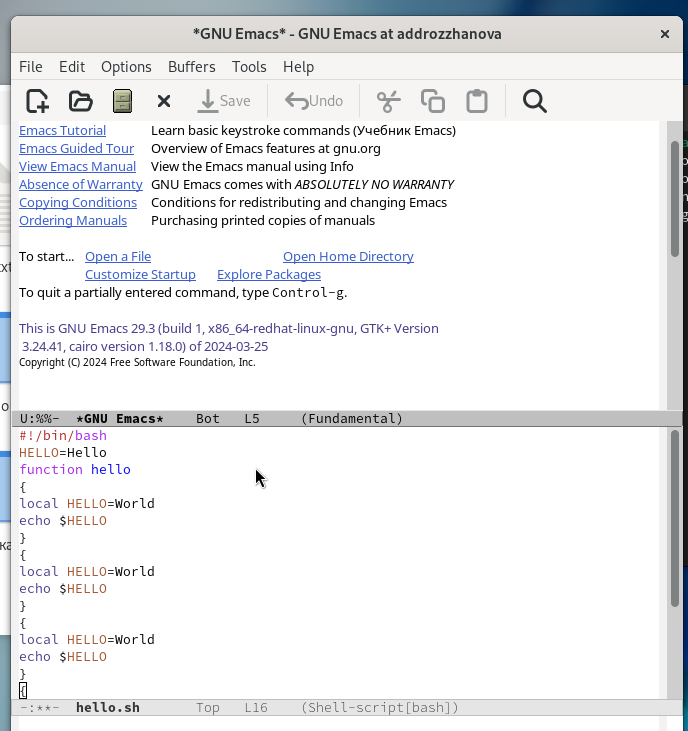 *GNU Emacs* - GNU Emacs at addrozzhanova
File Edit Options Buffers Tools Help
Save Undo
Emacs Tutorial Learn basic keystroke commands (Учебник Emacs)
Emacs Guided Tour Overview of Emacs features at gnu.org
View Emacs Manual View the Emacs manual using Info
Absence of Warranty GNU Emacs comes with ABSOLUTELY NO WARRANTY
Copying Conditions Conditions for redistributing and changing Emacs
Ordering Manuals Purchasing printed copies of manuals
To start... Open a File Open Home Directory
Customize Startup Explore Packages
To quit a partially entered command, type Control-g.
This is GNU Emacs 29.3 (build 1, x86_64-redhat-linux-gnu, GTK+ Version
3.24.41, cairo version 1.18.0) of 2024-03-25
Copyright (C) 2024 Free Software Foundation, Inc.
U:%%- *GNU Emacs* Bot L5 (Fundamental)
#!/bin/bash
HELLO=Hello
function hello
{
local HELLO=World
echo $HELLO
}
{
local HELLO=World
echo $HELLO
}
{
local HELLO=World
echo $HELLO
}
{
-:**- hello.sh Top L16 (Shell-script[bash])